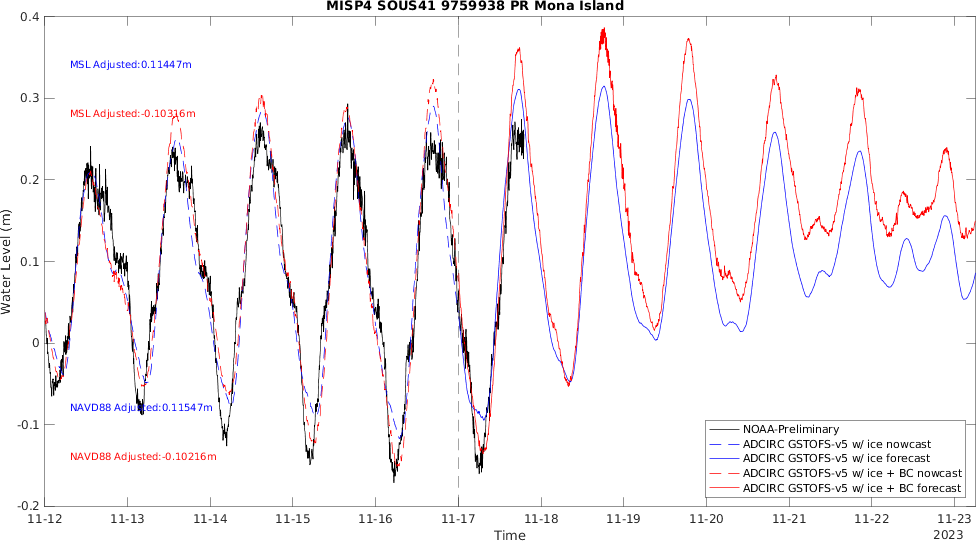 MISP4 SOUS41 9759938 PR Mona Island
0.4
0.3
0.2
0.1
0
-0.1
-0.2
Water Level (m)
MSL Adjusted:0.11447m
MSL Adjusted:-0.10316m
NAVD88 Adjusted:0.11547m
NAVD88 Adjusted:-0.10216m
NOAA-Preliminary
ADCIRC GSTOFS-v5 w/ ice nowcast
ADCIRC GSTOFS-v5 w/ ice forecast
ADCIRC GSTOFS-v5 w/ ice + BC nowcast
ADCIRC GSTOFS-v5 w/ ice + BC forecast
11-12 11-13 11-14 11-15 11-16 11-17 11-18 11-19 11-20 11-21 11-22 11-23
2023
Time